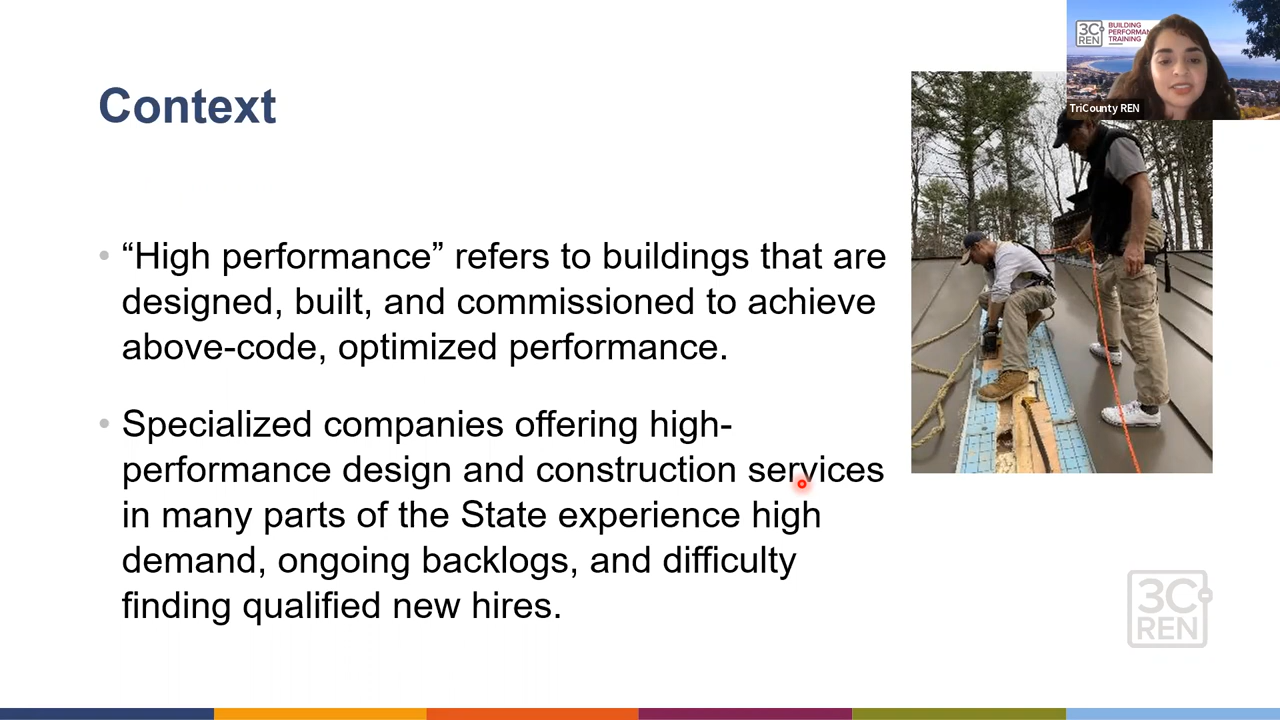 Context
“High performance” refers to buildings that are
designed, built, and commissioned to achieve
above-code, optimized performance.
Specialized companies offering high-
performance design and construction services
in many parts of the State experience high
demand, ongoing backlogs, and difficulty
finding qualified new hires.
3C
REN
BUILDING
TRAINING
TriCounty REN
3C
REN